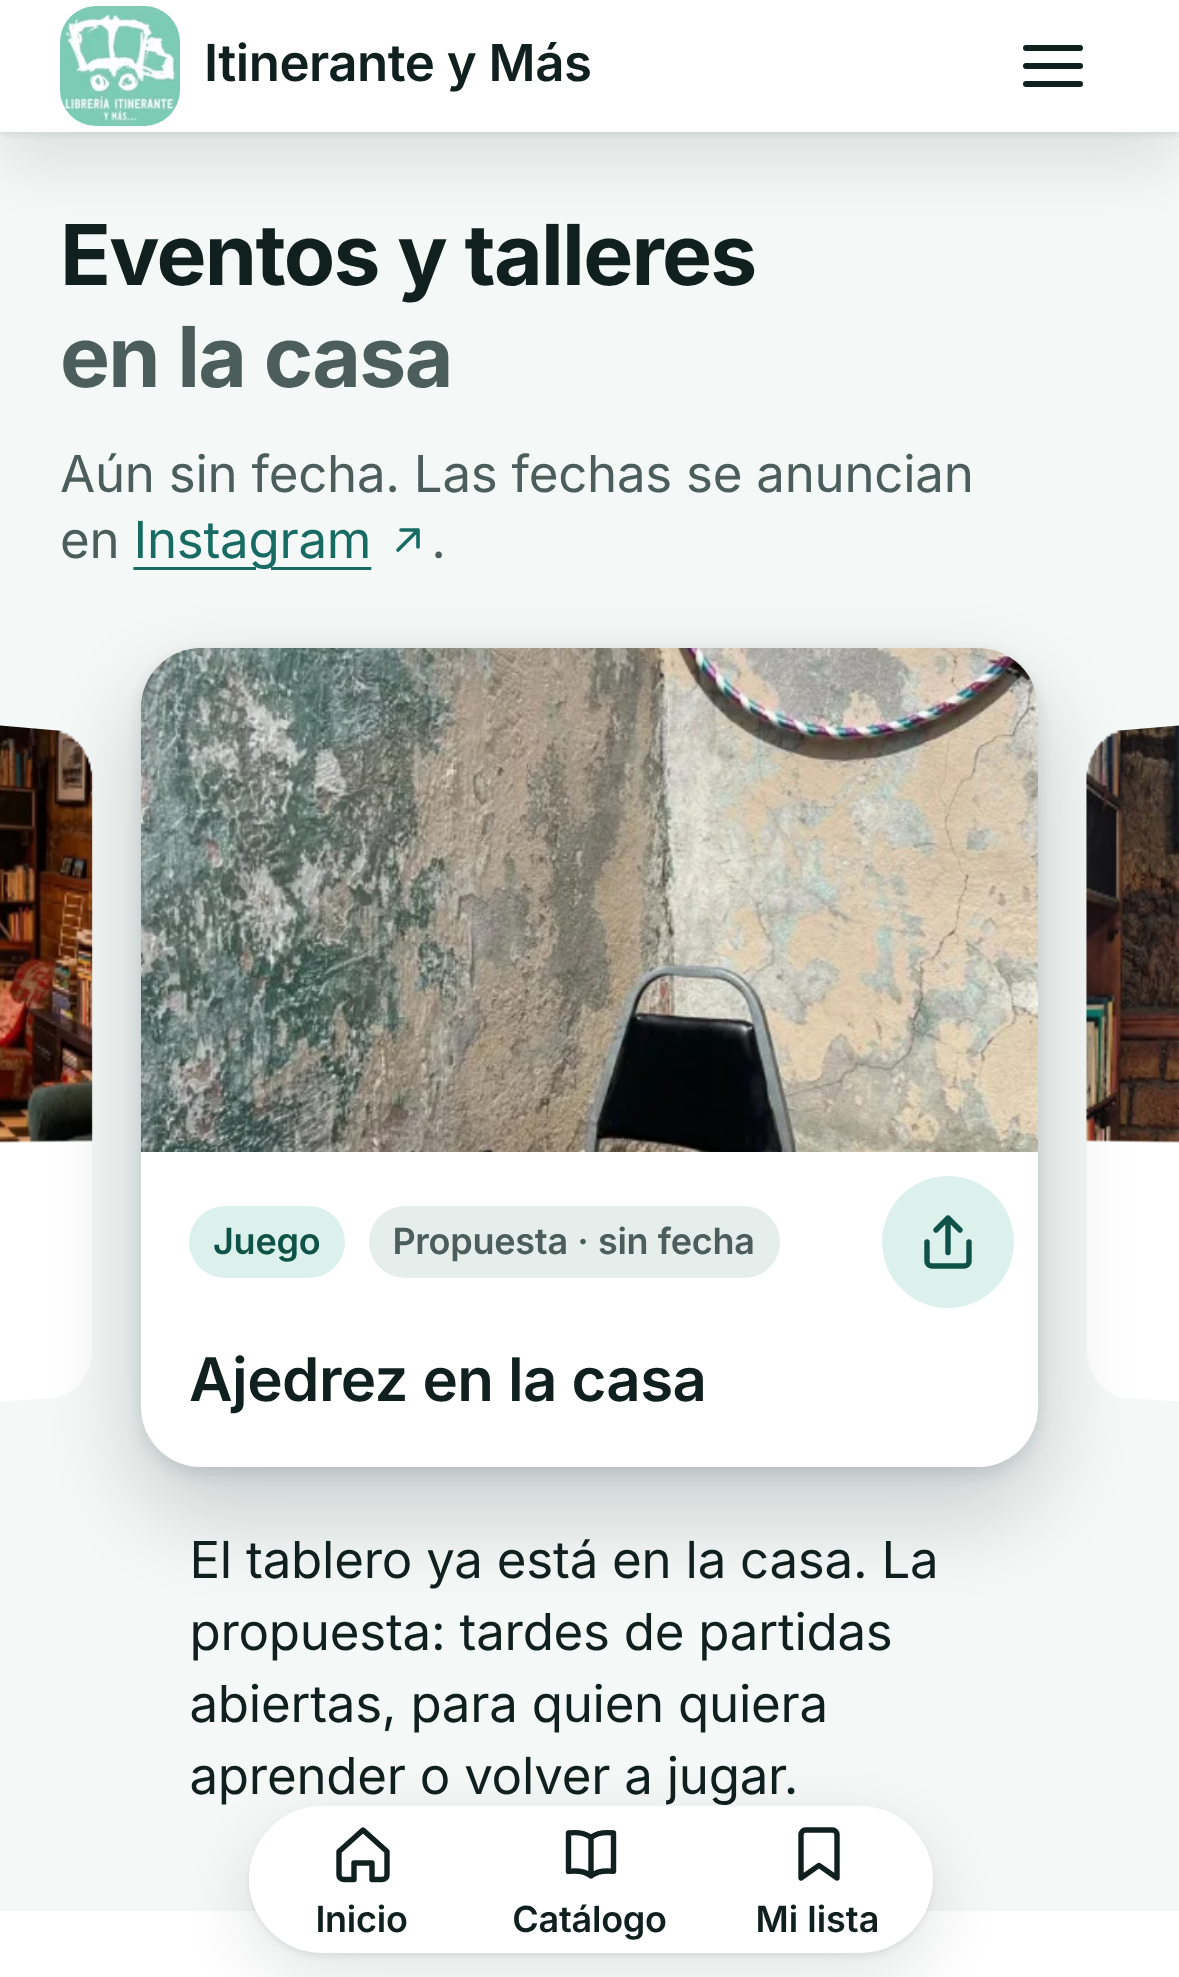 LIBRERÍA ITINERANTE
Y MÁS...
Itinerante y Más
Eventos y talleres
en la casa
Aún sin fecha. Las fechas se anuncian
en Instagram ↗.
Juego
Propuesta · sin fecha
Ajedrez en la casa
El tablero ya está en la casa. La
propuesta: tardes de partidas
abiertas, para quien quiera
aprender o volver a jugar.
Inicio
Catálogo
Mi lista